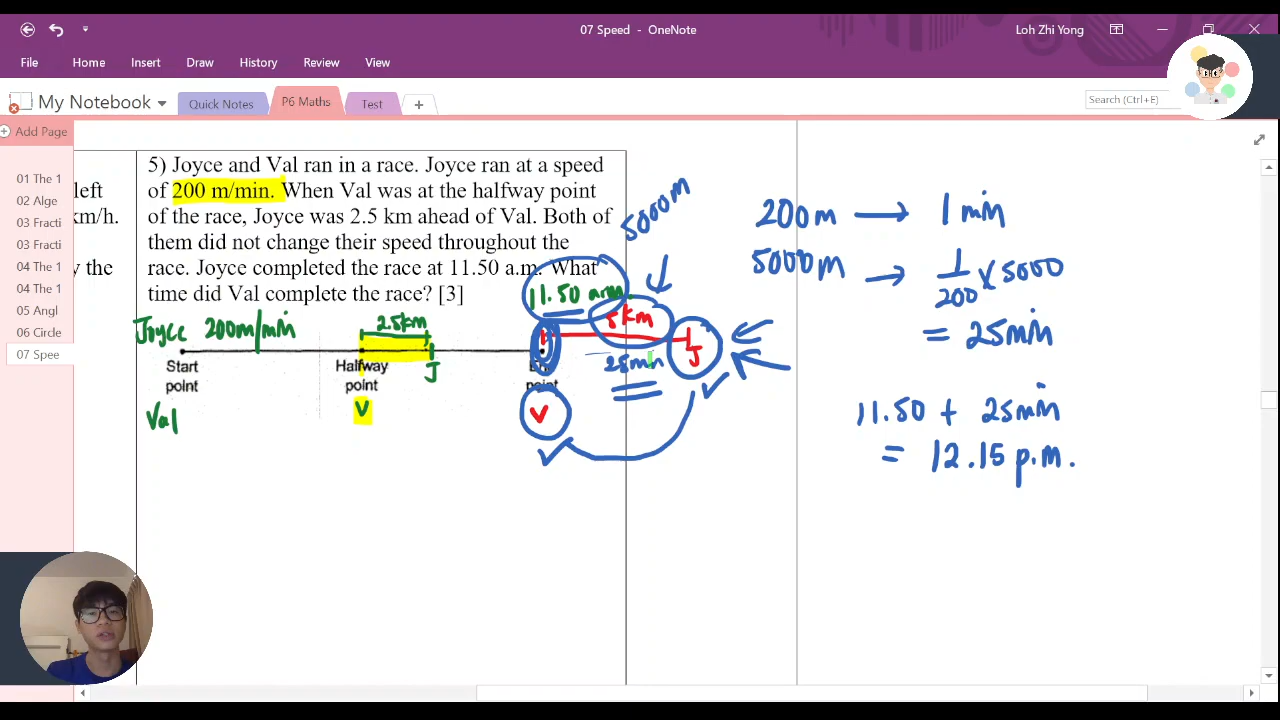 07 Speed - OneNote
Loh Zhi Yong
File Home Insert Draw History Review View
My Notebook
Quick Notes
P6 Maths
Test
Search (Ctrl+E)
Add Page
01 The 1
02 Alge
03 Fracti
03 Fracti
04 The 1
04 The 1
05 Angl
06 Circle
07 Spee
left
km/h.
y the
5) Joyce and Val ran in a race. Joyce ran at a speed
of 200 m/min. When Val was at the halfway point
of the race, Joyce was 2.5 km ahead of Val. Both of
them did not change their speed throughout the
race. Joyce completed the race at 11.50 a.m. What
time did Val complete the race? [3]
5000m
11.50 a.m.
Joyce 200m/min
2.5km
5km
J
J
25min
Start
point
Halfway
point
End
point
Val
V
V
200m → 1 min
5000m → 1/200 x 5000
= 25min
11.50 + 25min
= 12.15 p.m.